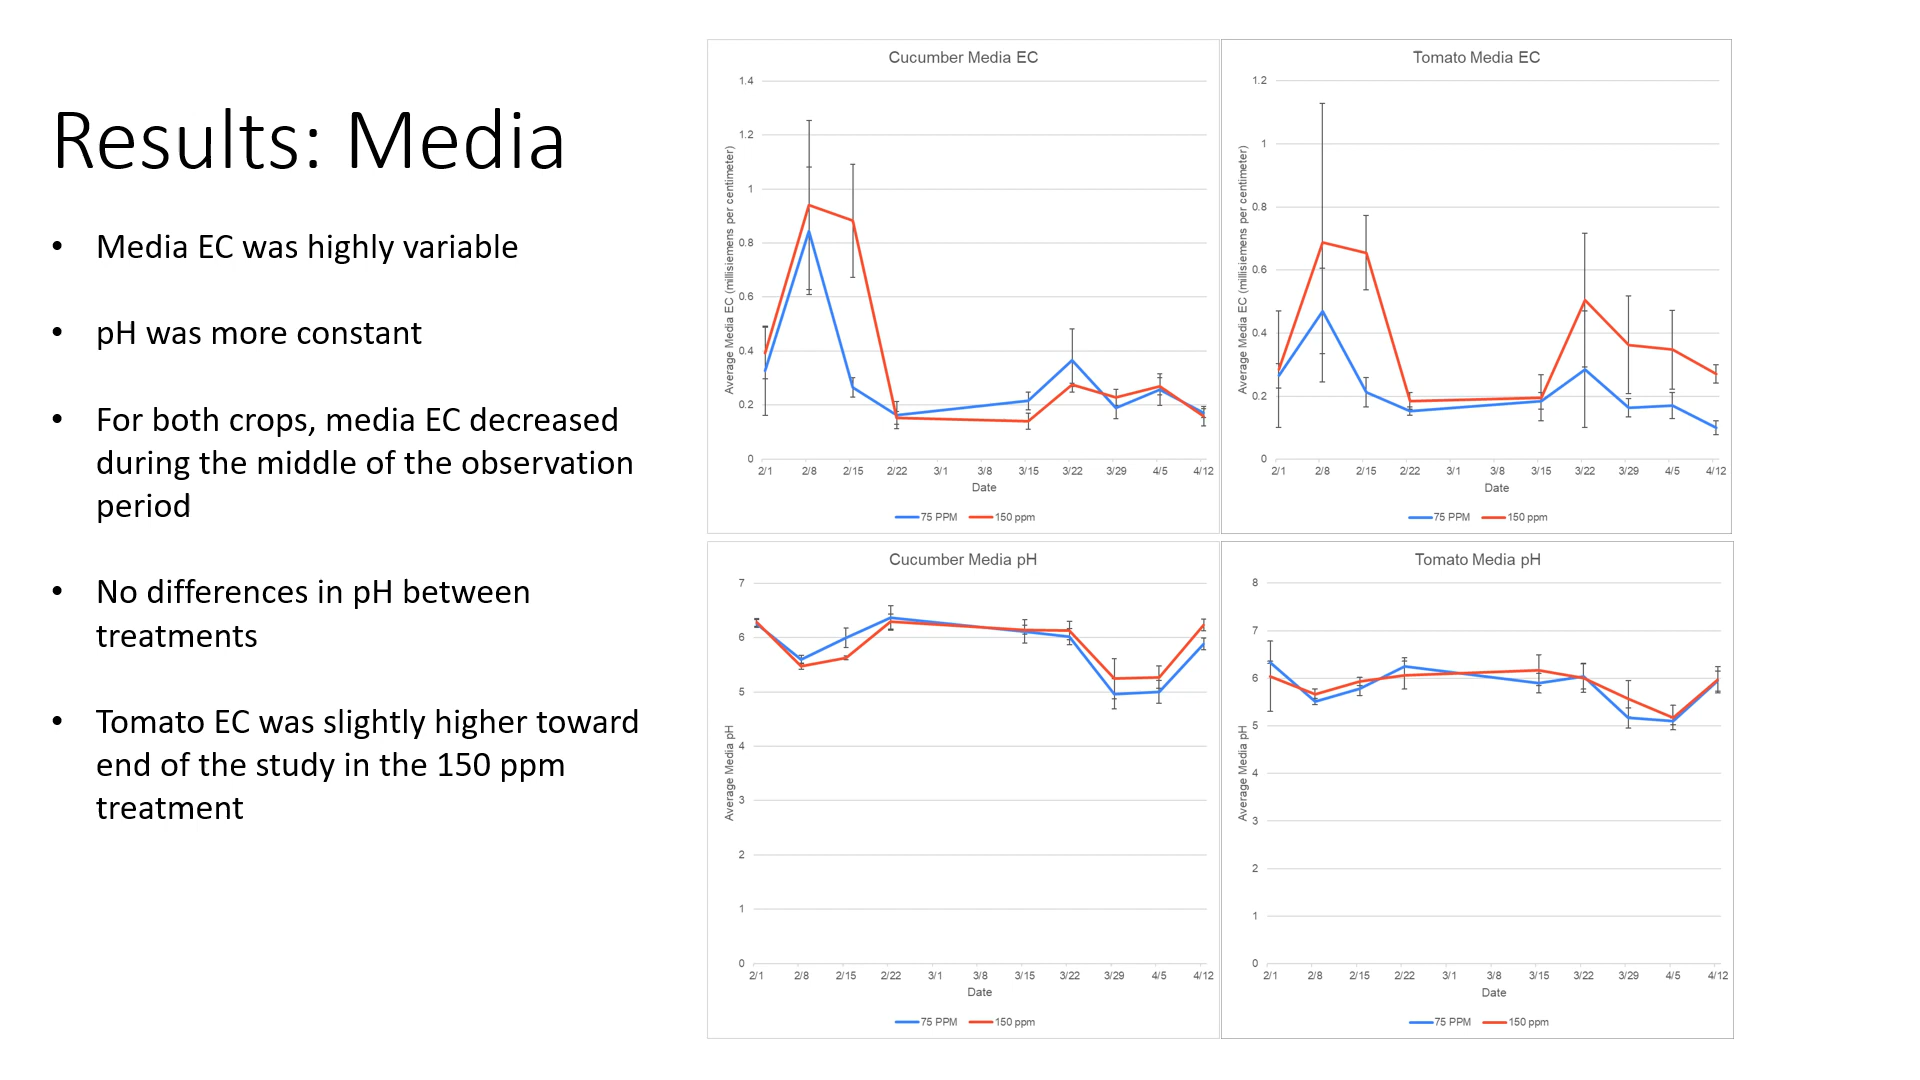 Results: Media
• Media EC was highly variable
• pH was more constant
• For both crops, media EC decreased
during the middle of the observation
period
• No differences in pH between
treatments
• Tomato EC was slightly higher toward
end of the study in the 150 ppm
treatment
Cucumber Media EC
Average Media EC (millisiemens per centimeter)
1.4
1.2
1
0.8
0.6
0.4
0.2
0
2/1 2/8 2/15 2/22 3/1 3/8 3/15 3/22 3/29 4/5 4/12
Date
75 PPM 150 ppm
Tomato Media EC
Average Media EC (millisiemens per centimeter)
1.2
1
0.8
0.6
0.4
0.2
0
2/1 2/8 2/15 2/22 3/1 3/8 3/15 3/22 3/29 4/5 4/12
Date
75 PPM 150 ppm
Cucumber Media pH
Average Media pH
7
6
5
4
3
2
1
0
2/1 2/8 2/15 2/22 3/1 3/8 3/15 3/22 3/29 4/5 4/12
Date
75 PPM 150 ppm
Tomato Media pH
Average Media pH
8
7
6
5
4
3
2
1
0
2/1 2/8 2/15 2/22 3/1 3/8 3/15 3/22 3/29 4/5 4/12
Date
75 PPM 150 ppm